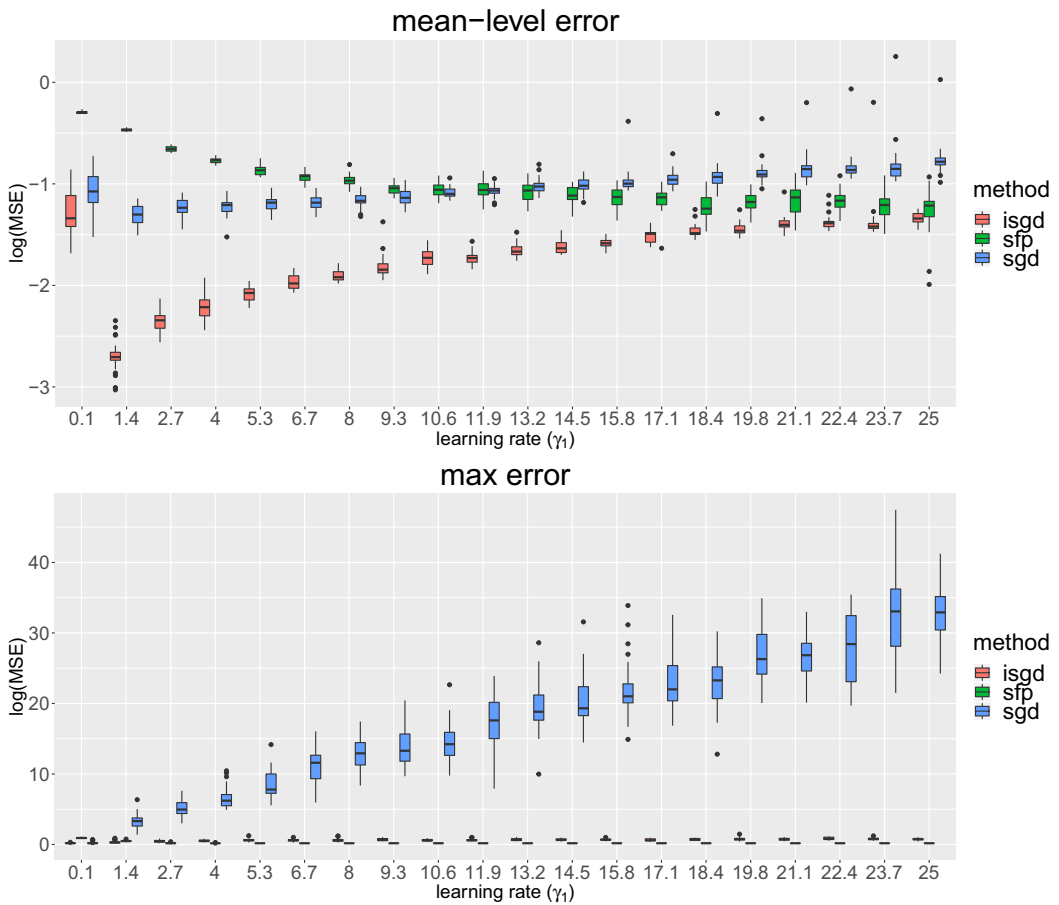 mean−level error
0
−1
−2
−3
log(MSE)
0.1 1.4 2.7 4 5.3 6.7 8 9.3 10.6 11.9 13.2 14.5 15.8 17.1 18.4 19.8 21.1 22.4 23.7 25
learning rate (γ1)
method
isgd
sfp
sgd
max error
40
30
20
10
0
log(MSE)
0.1 1.4 2.7 4 5.3 6.7 8 9.3 10.6 11.9 13.2 14.5 15.8 17.1 18.4 19.8 21.1 22.4 23.7 25
learning rate (γ1)
method
isgd
sfp
sgd